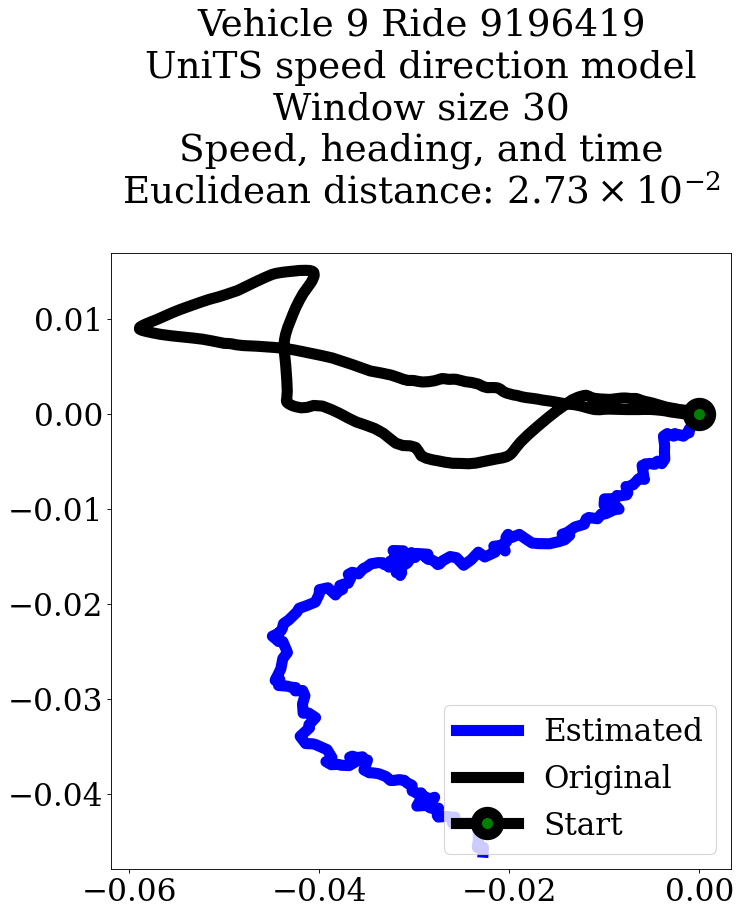 Vehicle 9 Ride 9196419
UniTS speed direction model
Window size 30
Speed, heading, and time
Euclidean distance: 2.73 × 10⁻²
0.01
0.00
−0.01
−0.02
−0.03
−0.04
Estimated
Original
Start
−0.06
−0.04
−0.02
0.00